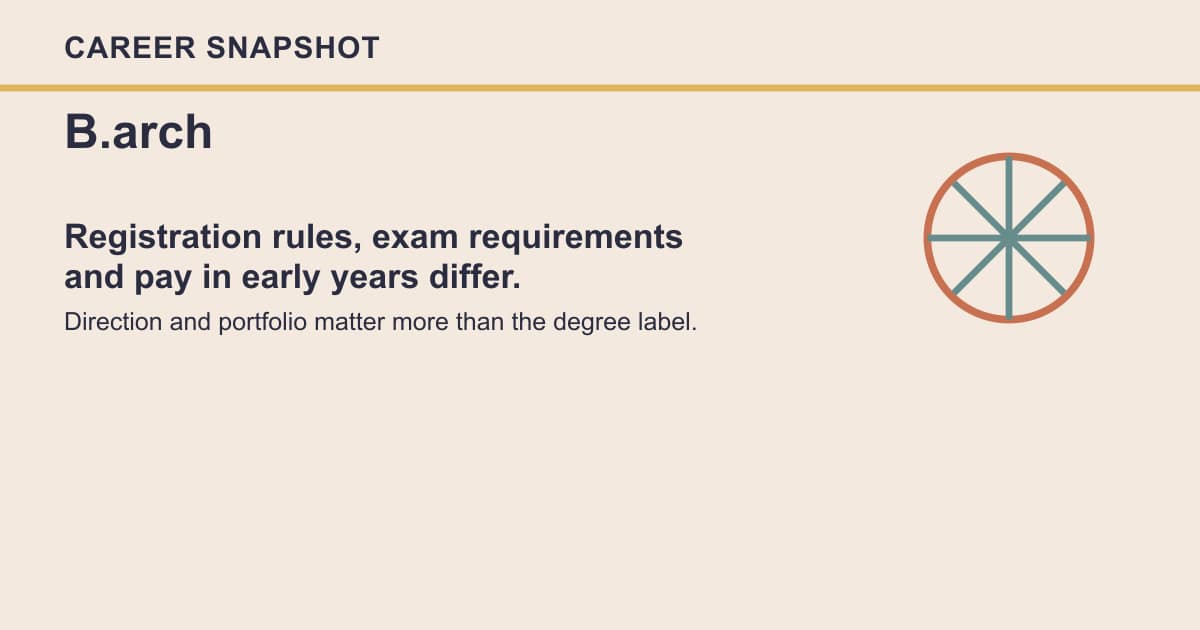 CAREER SNAPSHOT
B.arch
Registration rules, exam requirements
and pay in early years differ.
Direction and portfolio matter more than the degree label.